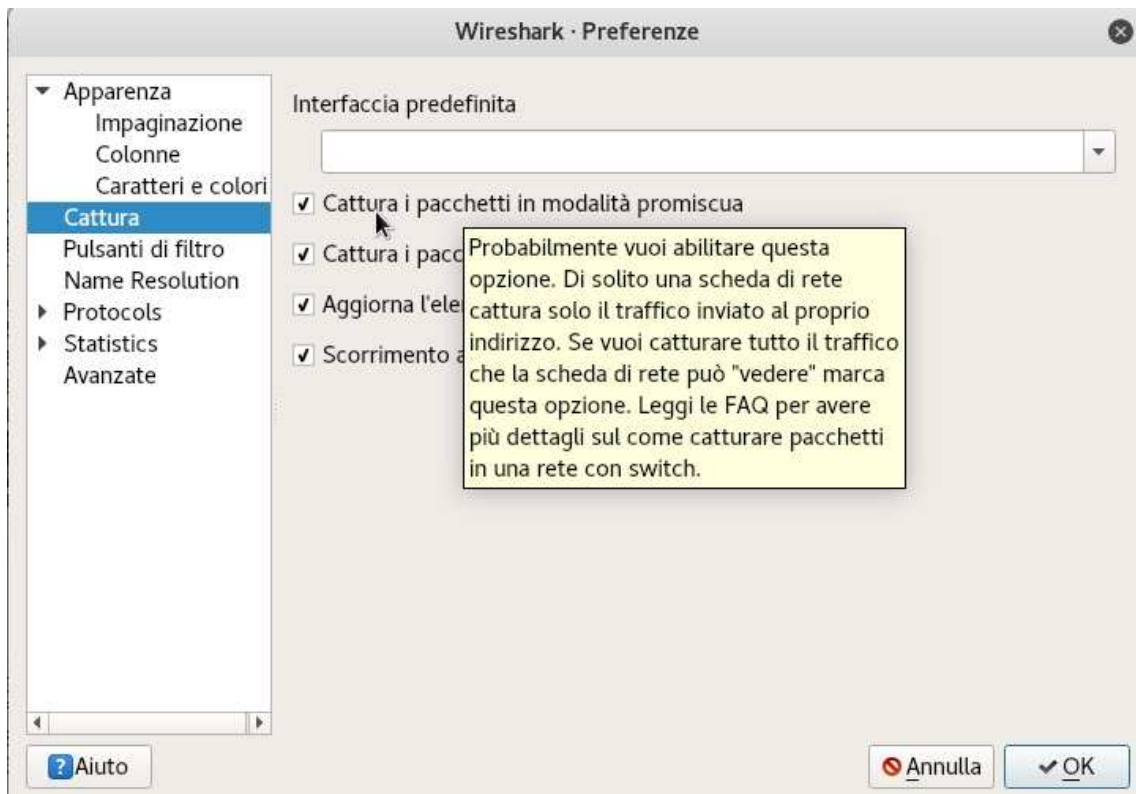 Wireshark · Preferenze
Apparenza
Impaginazione
Colonne
Caratteri e colori
Cattura
Pulsanti di filtro
Name Resolution
Protocols
Statistics
Avanzate
Interfaccia predefinita
Cattura i pacchetti in modalità promiscua
Cattura i pacc
Aggiorna l'ele
Scorrimento a
Probabilmente vuoi abilitare questa
opzione. Di solito una scheda di rete
cattura solo il traffico inviato al proprio
indirizzo. Se vuoi catturare tutto il traffico
che la scheda di rete può "vedere" marca
questa opzione. Leggi le FAQ per avere
più dettagli sul come catturare pacchetti
in una rete con switch.
Aiuto
Annulla
OK